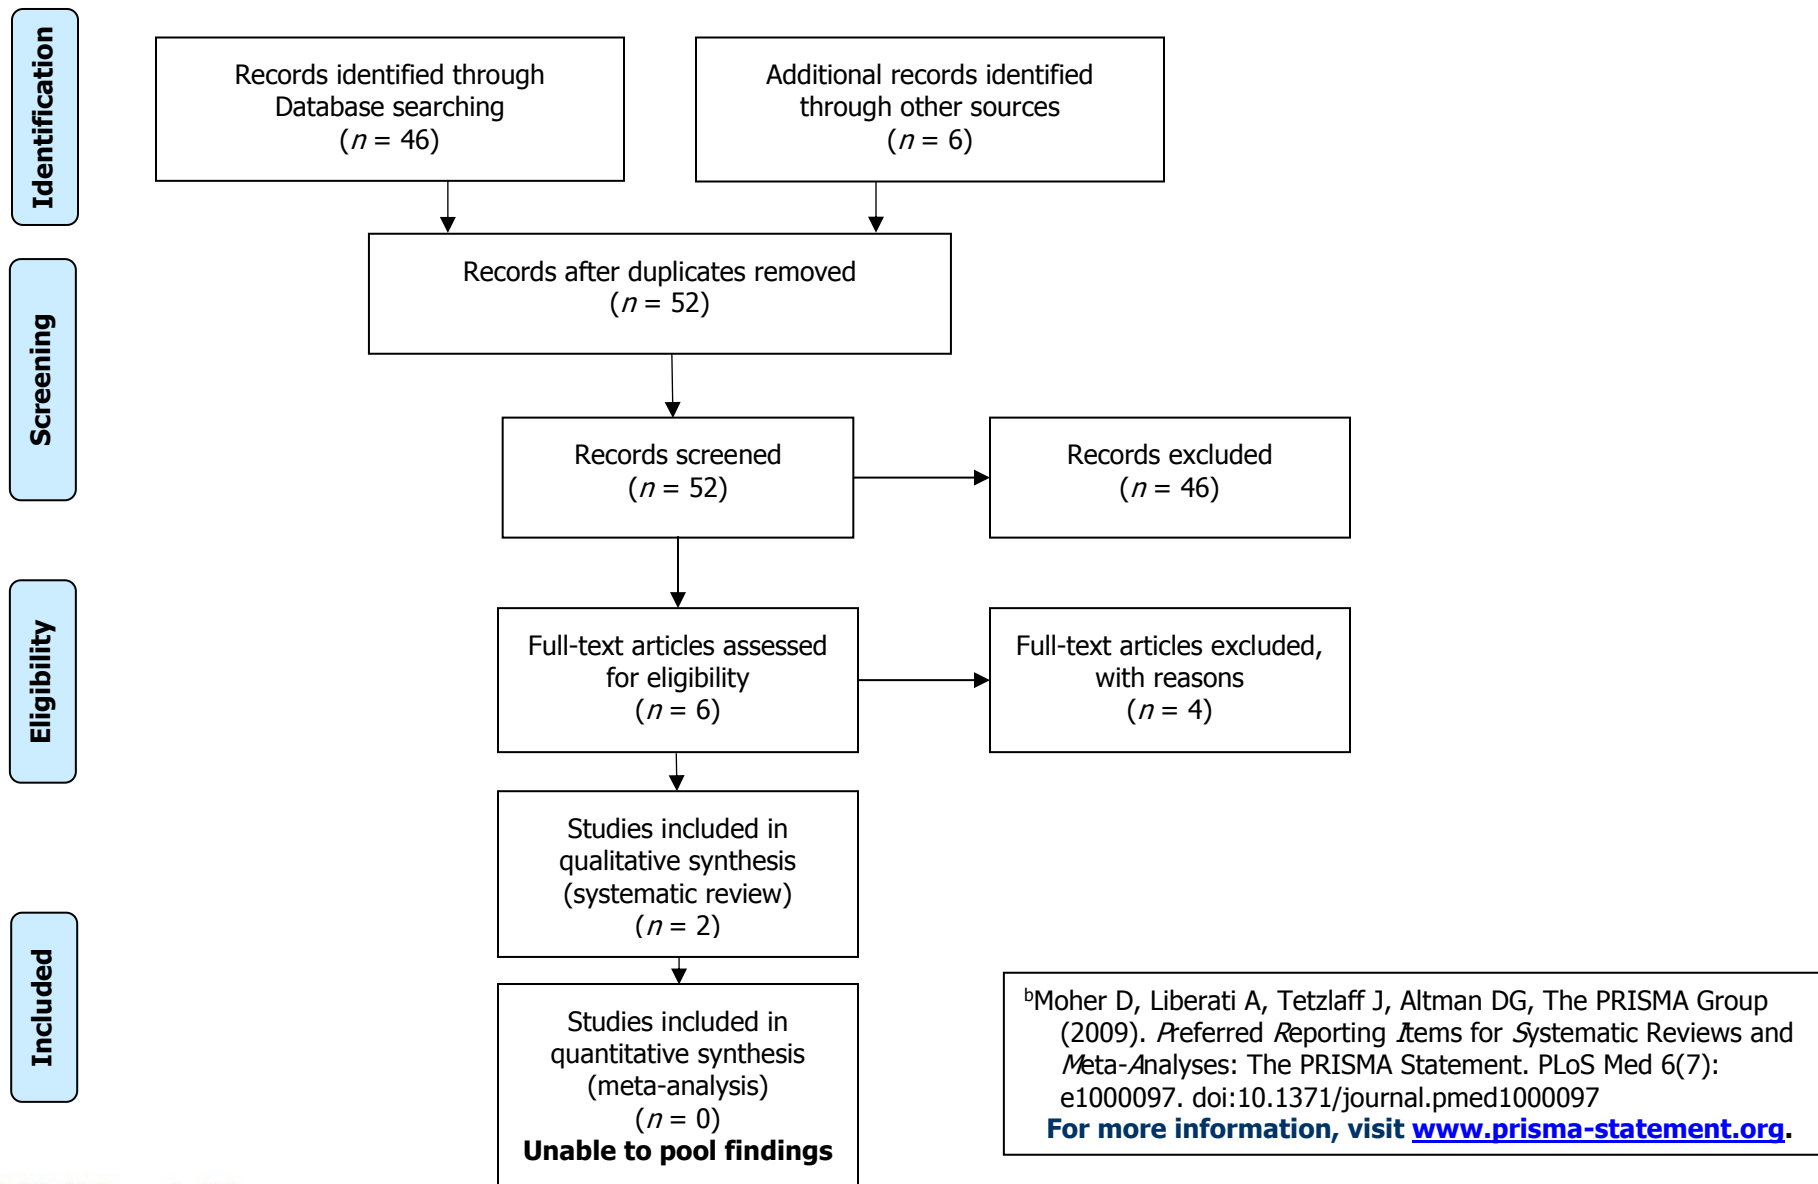 Identification
Records identified through
Database searching
(n = 46)
Additional records identified
through other sources
(n = 6)
Screening
Records after duplicates removed
(n = 52)
Records screened
(n = 52)
Records excluded
(n = 46)
Eligibility
Full-text articles assessed
for eligibility
(n = 6)
Full-text articles excluded,
with reasons
(n = 4)
Included
Studies included in
qualitative synthesis
(systematic review)
(n = 2)
Studies included in
quantitative synthesis
(meta-analysis)
(n = 0)
Unable to pool findings
ᵇMoher D, Liberati A, Tetzlaff J, Altman DG, The PRISMA Group
(2009). Preferred Reporting Items for Systematic Reviews and
Meta-Analyses: The PRISMA Statement. PLoS Med 6(7):
e1000097. doi:10.1371/journal.pmed1000097
For more information, visit www.prisma-statement.org.